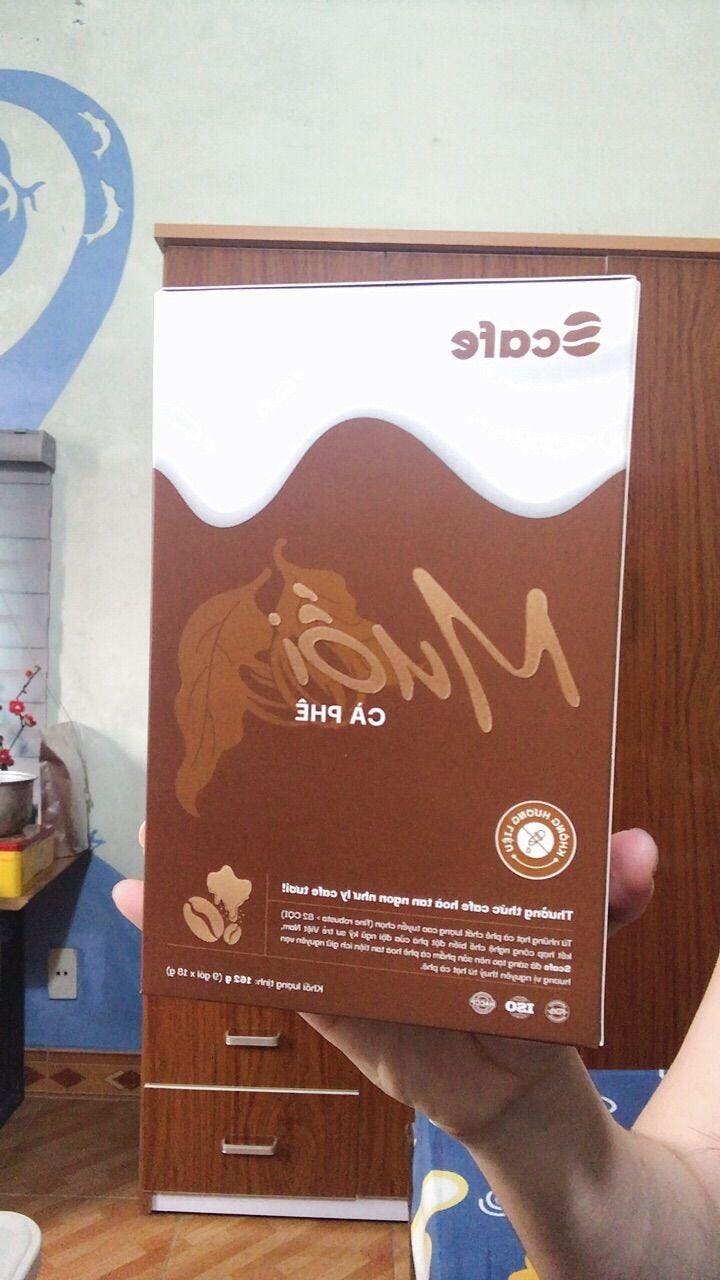 Scafe
Muối
CÀ PHÊ
KHÔNG HƯƠNG LIỆU
Thưởng thức cafe hoà tan ngon như ly cafe tươi!
Từ những hạt cà phê chất lượng cao tuyển chọn (fine robusta > 82 CQI)
kết hợp công nghệ chế biến đột phá của đội ngũ kỹ sư trẻ Việt Nam,
Scafe đã sáng tạo nên sản phẩm cà phê hoà tan tiện ích giữ nguyên vẹn
hương vị nguyên thuỷ từ hạt cà phê.
Khối lượng tịnh: 162 g (9 gói x 18 g)
ISO
HACCP